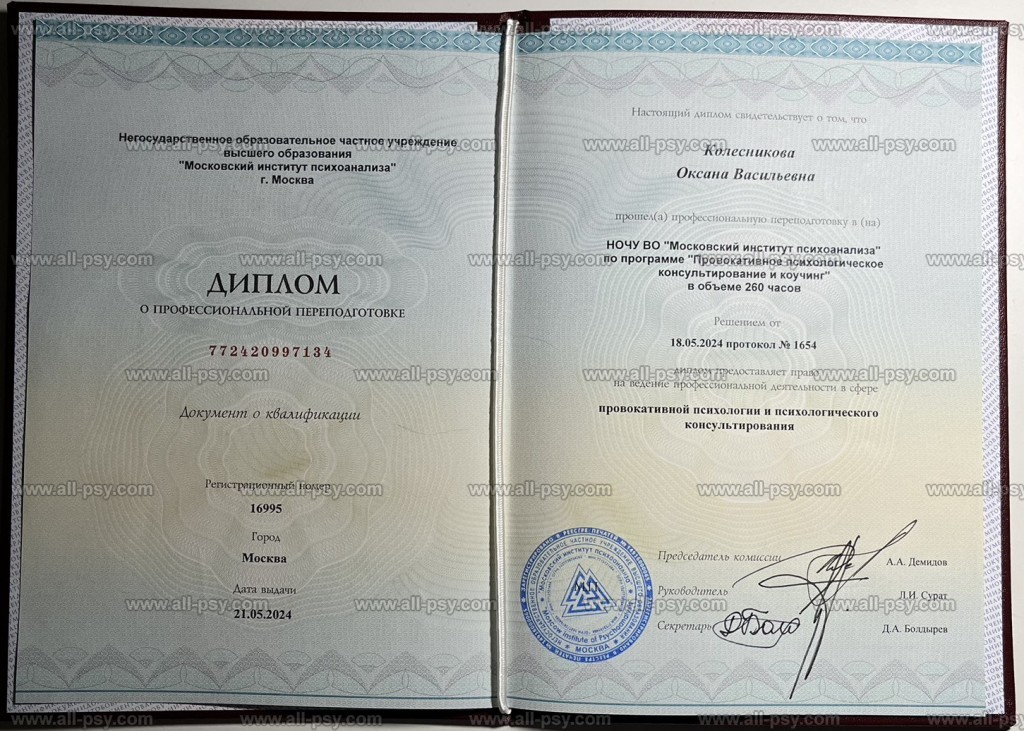 Негосударственное образовательное частное учреждение
высшего образования
"Московский институт психоанализа"
г. Москва
ДИПЛОМ
О ПРОФЕССИОНАЛЬНОЙ ПЕРЕПОДГОТОВКЕ
772420997134
Документ о квалификации
Регистрационный номер
16995
Город
Москва
Дата выдачи
21.05.2024
Настоящий диплом свидетельствует о том, что
Колесникова
Оксана Васильевна
прошел(а) профессиональную переподготовку в (на)
НОЧУ ВО "Московский институт психоанализа"
по программе "Провокативное психологическое
консультирование и коучинг"
в объеме 260 часов
Решением от
18.05.2024 протокол № 1654
диплом предоставляет право
на ведение профессиональной деятельности в сфере
провокативной психологии и психологического
консультирования
Председатель комиссии
А.А. Демидов
Руководитель
Л.И. Сурат
Секретарь
Д.А. Болдырев
МОСКВА
www.all-psy.com